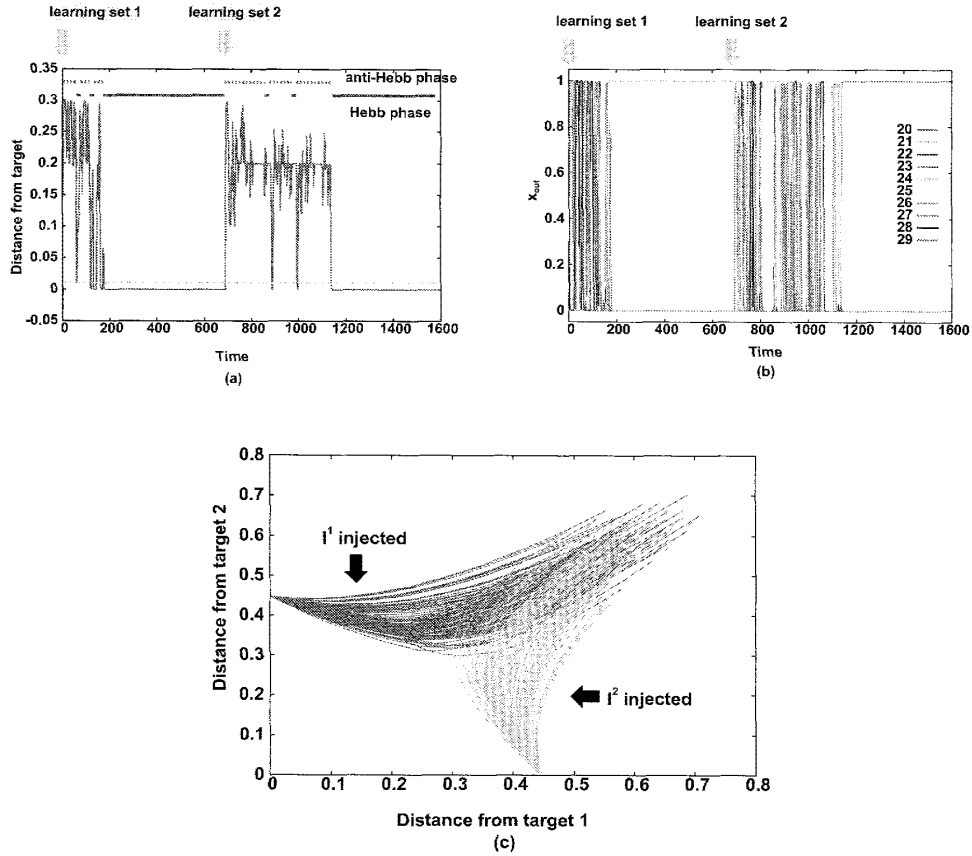 learning set 1 learning set 2
0.35
0.3
0.25
0.2
0.15
0.1
0.05
0
-0.05
Distance from target
anti-Hebb phase
Hebb phase
0 200 400 600 800 1000 1200 1400 1600
Time
(a)
learning set 1 learning set 2
1
0.8
0.6
0.4
0.2
0
x_out
20
21
22
23
24
25
26
27
28
29
0 200 400 600 800 1000 1200 1400 1600
Time
(b)
0.8
0.7
0.6
0.5
0.4
0.3
0.2
0.1
0
Distance from target 2
I¹ injected
I² injected
0 0.1 0.2 0.3 0.4 0.5 0.6 0.7 0.8
Distance from target 1
(c)